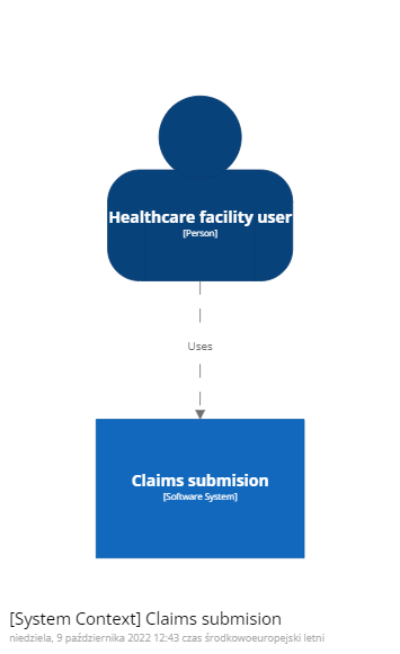 Healthcare facility user
[Person]
Uses
Claims submision
[Software System]
[System Context] Claims submision
niedziela, 9 października 2022 12:43 czas środkowoeuropejski letni